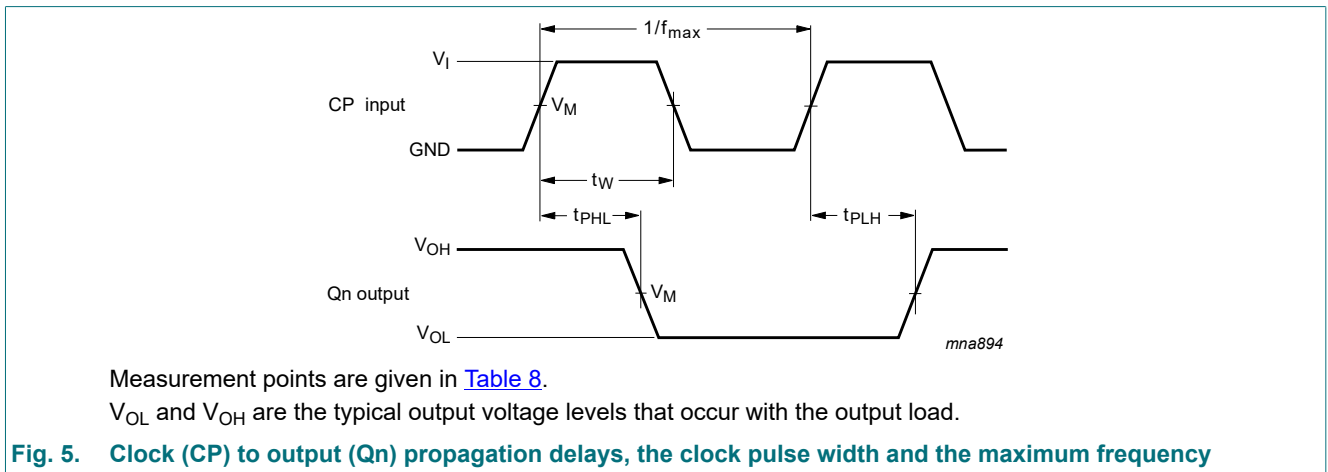 1/fmax
VI
CP input
VM
GND
tW
tPHL
tPLH
VOH
Qn output
VM
VOL
mna894
Measurement points are given in Table 8.
VOL and VOH are the typical output voltage levels that occur with the output load.
Fig. 5. Clock (CP) to output (Qn) propagation delays, the clock pulse width and the maximum frequency